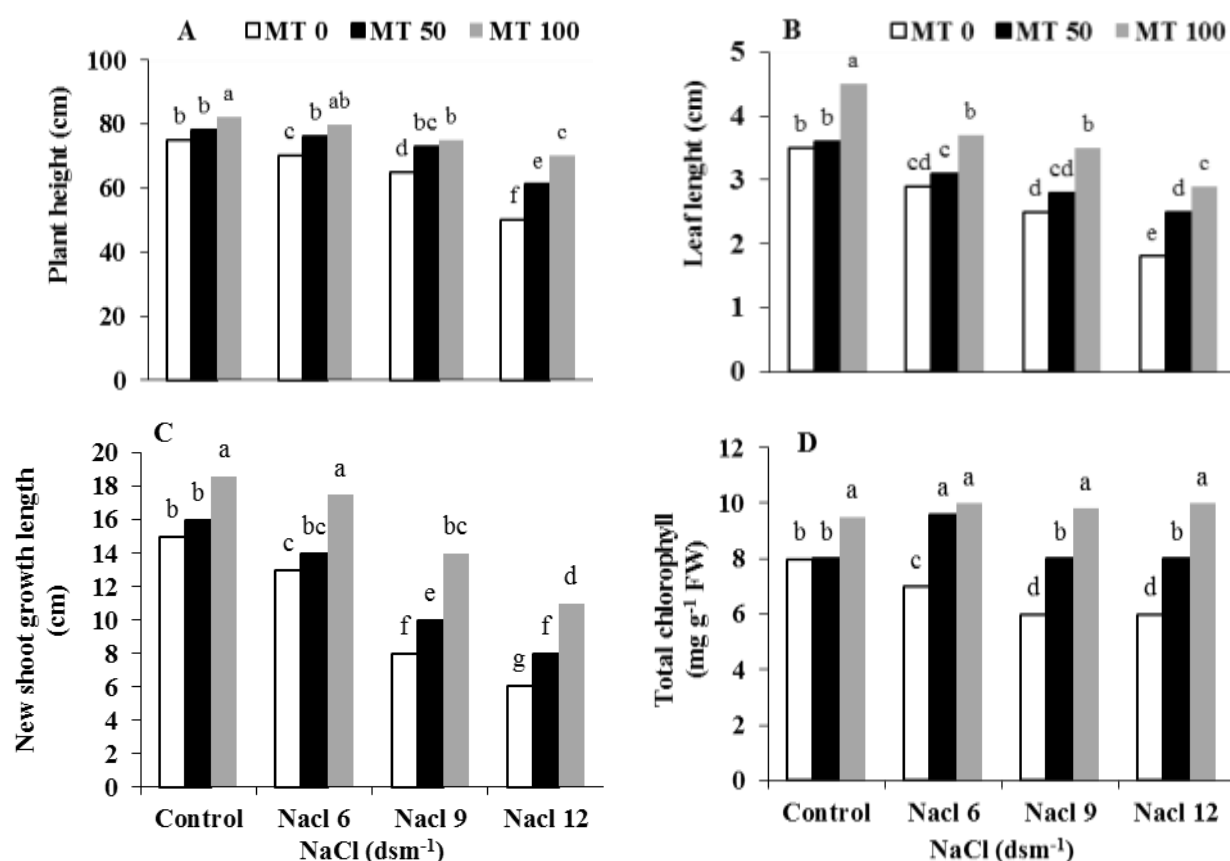 A
MT 0 MT 50 MT 100
Plant height (cm)
100
80
60
40
20
0
b b a
c b ab
d bc b
f e c
B
MT 0 MT 50 MT 100
Leaf lenght (cm)
5
4
3
2
1
0
b b a
cd c b
d cd b
e d c
C
New shoot growth length
(cm)
20
18
16
14
12
10
8
6
4
2
0
b b a
c bc a
f e bc
g f d
Control Nacl 6 Nacl 9 Nacl 12
NaCl (dsm⁻¹)
D
Total chlorophyll
(mg g⁻¹ FW)
12
10
8
6
4
2
0
b b a
c a a
d b a
d b a
Control Nacl 6 Nacl 9 Nacl 12
NaCl (dsm⁻¹)